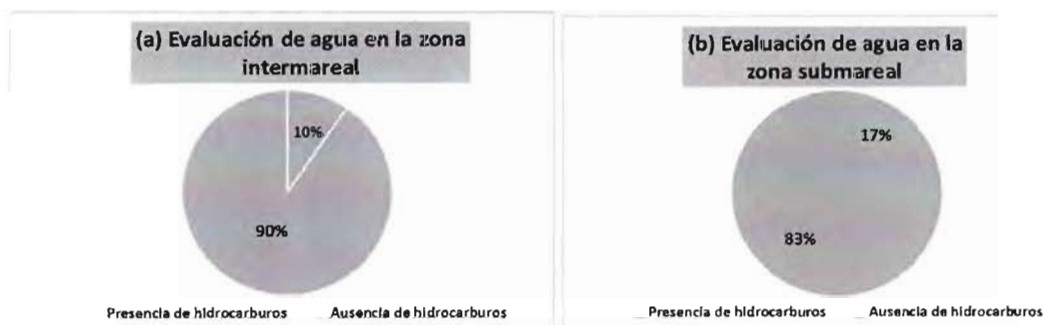 (a) Evaluación de agua en la zona
intermareal
10%
90%
Presencia de hidrocarburos Ausencia de hidrocarburos
(b) Evaluación de agua en la
zona submareal
17%
83%
Presencia de hidrocarburos Ausencia de hidrocarburos